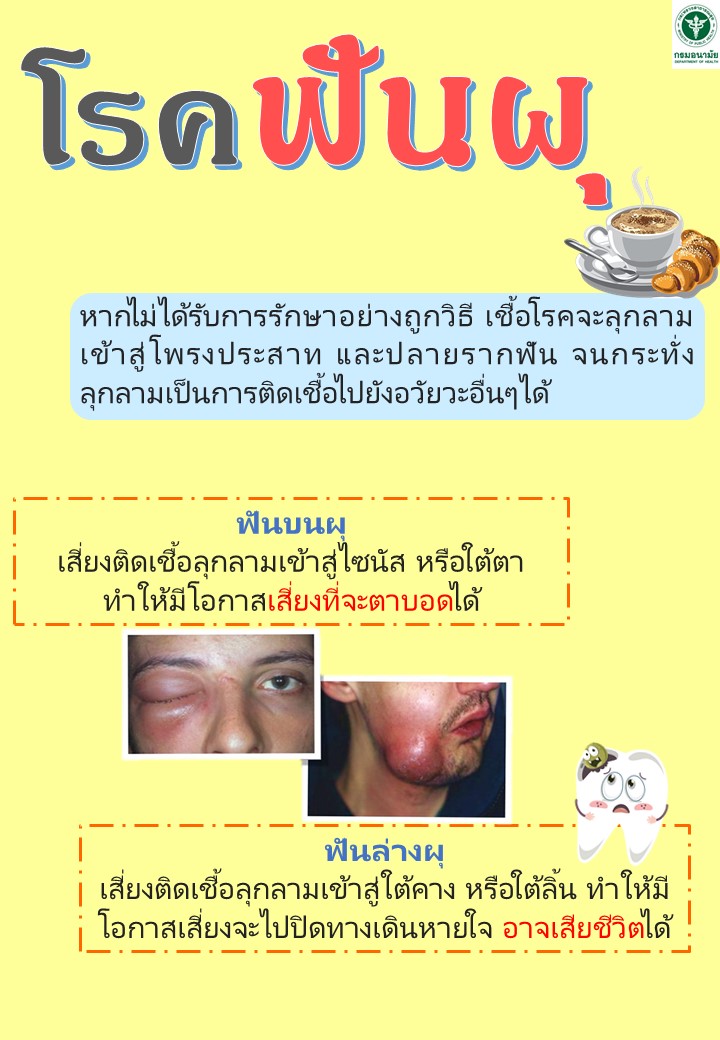 กรมอนามัย
DEPARTMENT OF HEALTH
โรคฟันผุ
หากไม่ได้รับการรักษาอย่างถูกวิธี เชื้อโรคจะลุกลาม
เข้าสู่โพรงประสาท และปลายรากฟัน จนกระทั่ง
ลุกลามเป็นการติดเชื้อไปยังอวัยวะอื่นๆได้
ฟันบนผุ
เสี่ยงติดเชื้อลุกลามเข้าสู่ไซนัส หรือใต้ตา
ทำให้มีโอกาสเสี่ยงที่จะตาบอดได้
ฟันล่างผุ
เสี่ยงติดเชื้อลุกลามเข้าสู่ใต้คาง หรือใต้ลิ้น ทำให้มี
โอกาสเสี่ยงจะไปปิดทางเดินหายใจ อาจเสียชีวิตได้